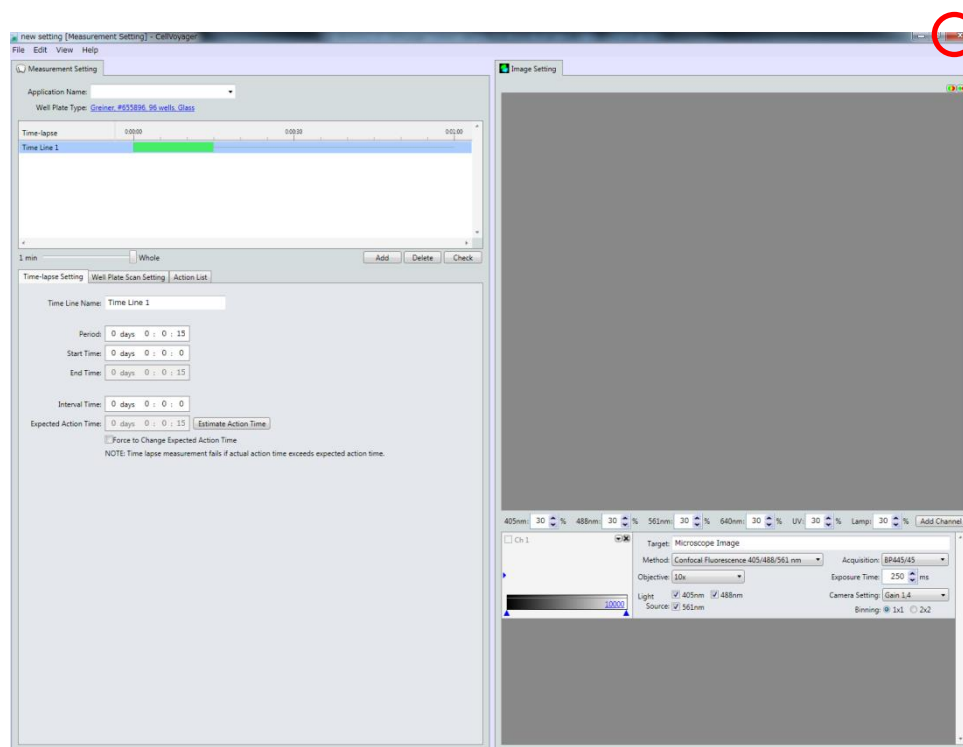 new setting [Measurement Setting] - CellVoyager
File Edit View Help
Measurement Setting
Application Name:
Well Plate Type: Greiner, #655896, 96 wells, Glass
Time-lapse 0:00:00 0:00:30 0:01:00
Time Line 1
1 min Whole Add Delete Check
Time-lapse Setting Well Plate Scan Setting Action List
Time Line Name: Time Line 1
Period: 0 days 0 : 0 : 15
Start Time: 0 days 0 : 0 : 0
End Time: 0 days 0 : 0 : 15
Interval Time: 0 days 0 : 0 : 0
Expected Action Time: 0 days 0 : 0 : 15 Estimate Action Time
Force to Change Expected Action Time
NOTE: Time lapse measurement fails if actual action time exceeds expected action time.
Image Setting
405nm: 30 % 488nm: 30 % 561nm: 30 % 640nm: 30 % UV: 30 % Lamp: 30 % Add Channel
Ch 1
10000
Target: Microscope Image
Method: Confocal Fluorescence 405/488/561 nm Acquisition: BP445/45
Objective: 10x Exposure Time: 250 ms
Light Source: 405nm 488nm Camera Setting: Gain 1,4
561nm Binning: 1x1 2x2